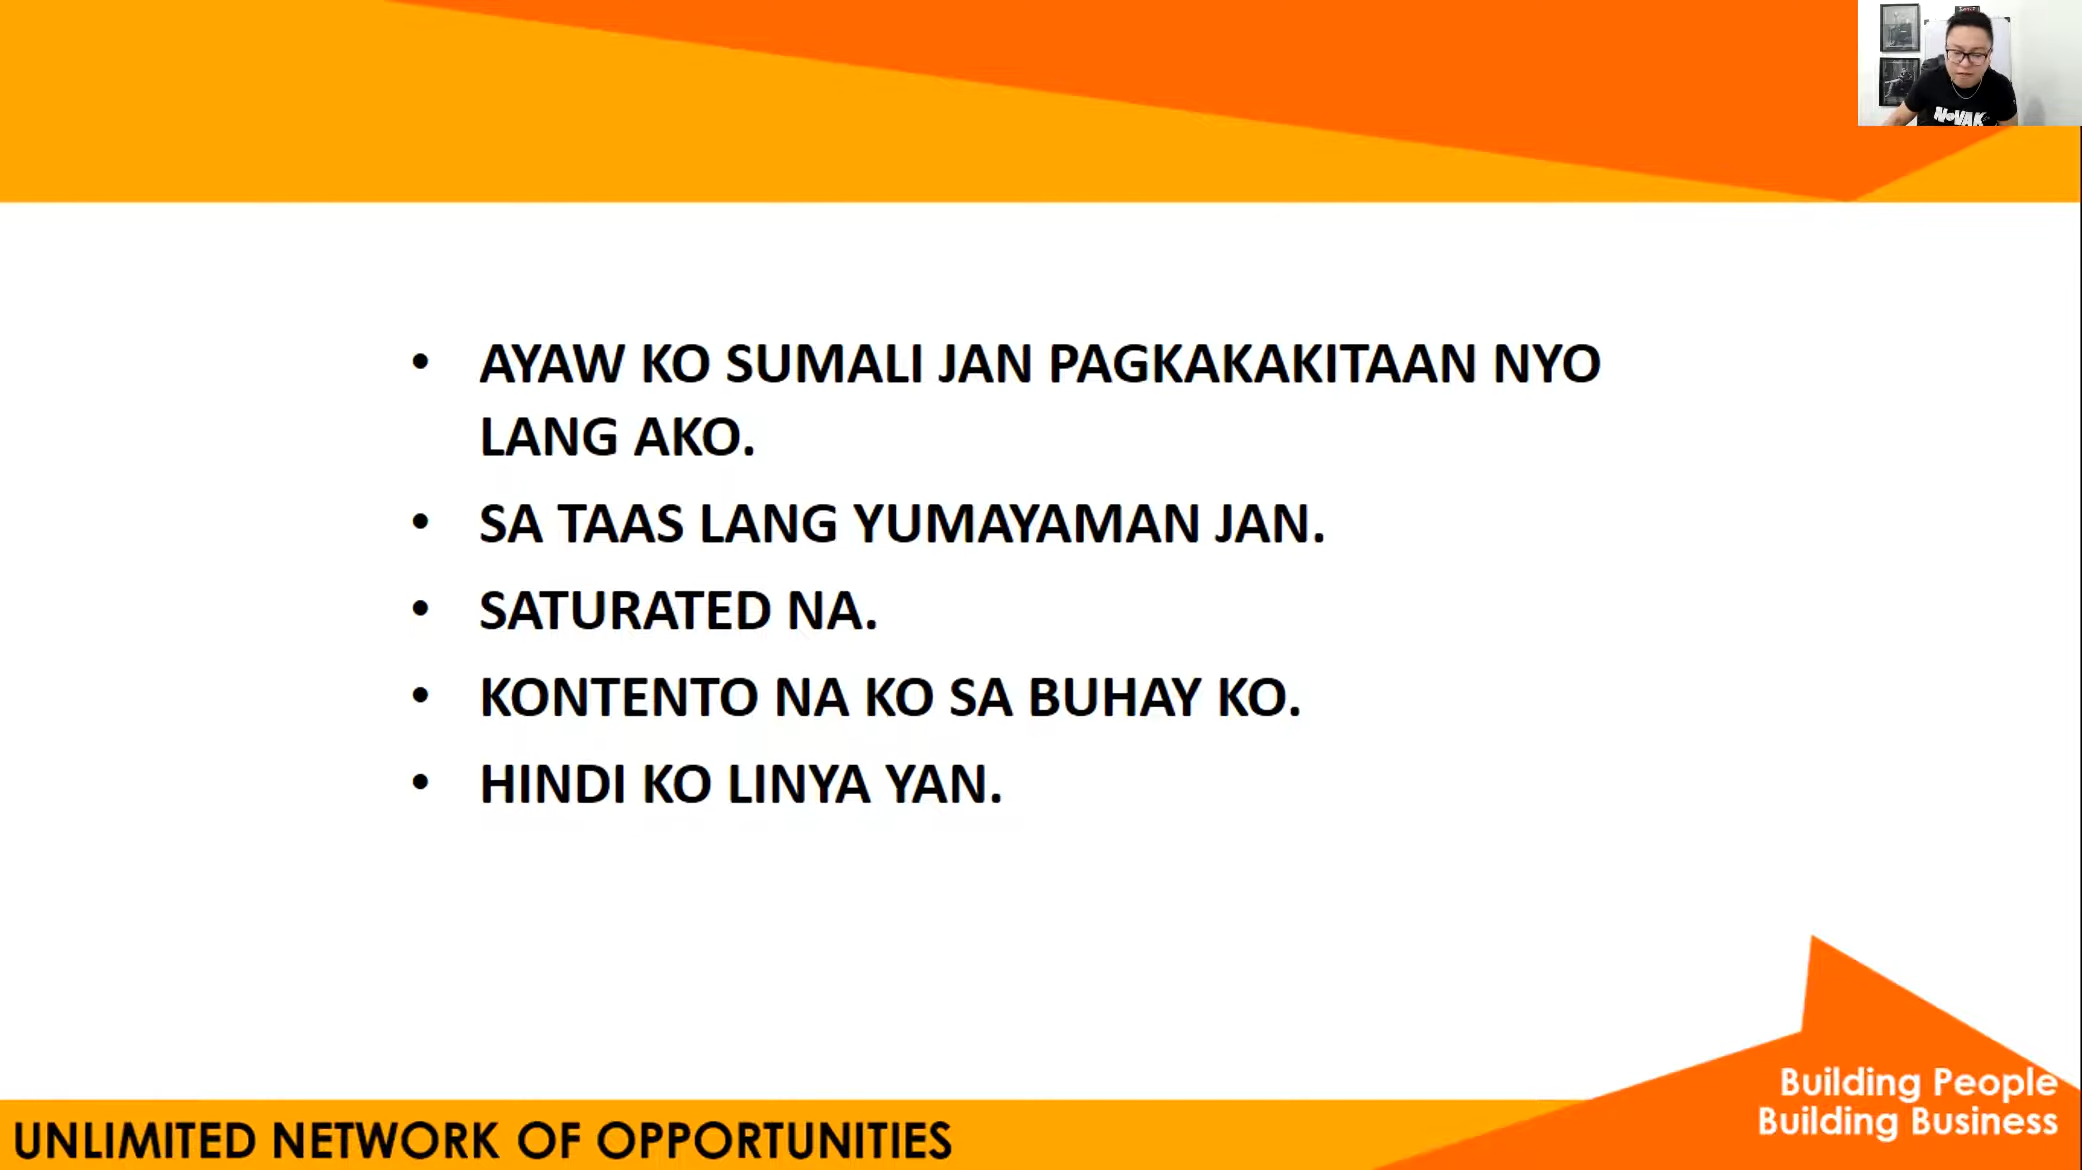 • AYAW KO SUMALI JAN PAGKAKAKITAAN NYO
LANG AKO.
• SA TAAS LANG YUMAYAMAN JAN.
• SATURATED NA.
• KONTENTO NA KO SA BUHAY KO.
• HINDI KO LINYA YAN.
Building People
Building Business
UNLIMITED NETWORK OF OPPORTUNITIES